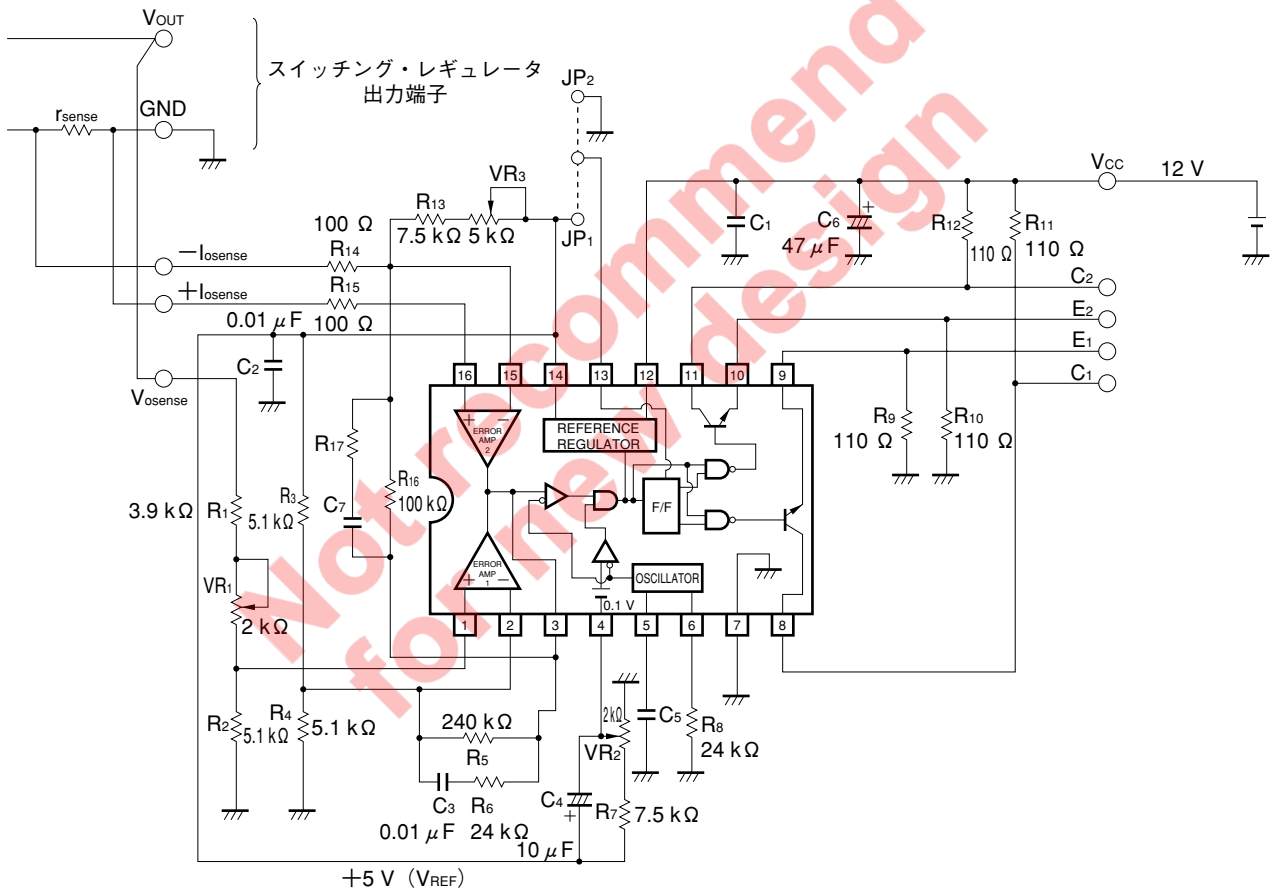 VOUT
スイッチング・レギュレータ
出力端子
rsense
GND
JP2
JP1
VR3
R13
7.5 kΩ
5 kΩ
100 Ω
R14
−Iosense
R15
+Iosense
100 Ω
0.01 μF
C2
Vosense
VCC
12 V
C1
C6
47 μF
R12
110 Ω
R11
110 Ω
C2
E2
E1
C1
R9
110 Ω
R10
110 Ω
16
15
14
13
12
11
10
9
ERROR
AMP
2
+
−
REFERENCE
REGULATOR
F/F
ERROR
AMP
1
+
−
OSCILLATOR
0.1 V
1
2
3
4
5
6
7
8
R17
C7
R16
100 kΩ
3.9 kΩ
R1
R3
5.1 kΩ
VR1
2 kΩ
R2
5.1 kΩ
R4
5.1 kΩ
240 kΩ
R5
C3
R6
0.01 μF
24 kΩ
C4
+
10 μF
2 kΩ
VR2
R7
7.5 kΩ
C5
R8
24 kΩ
+5 V（VREF）
Not recommend
for new design